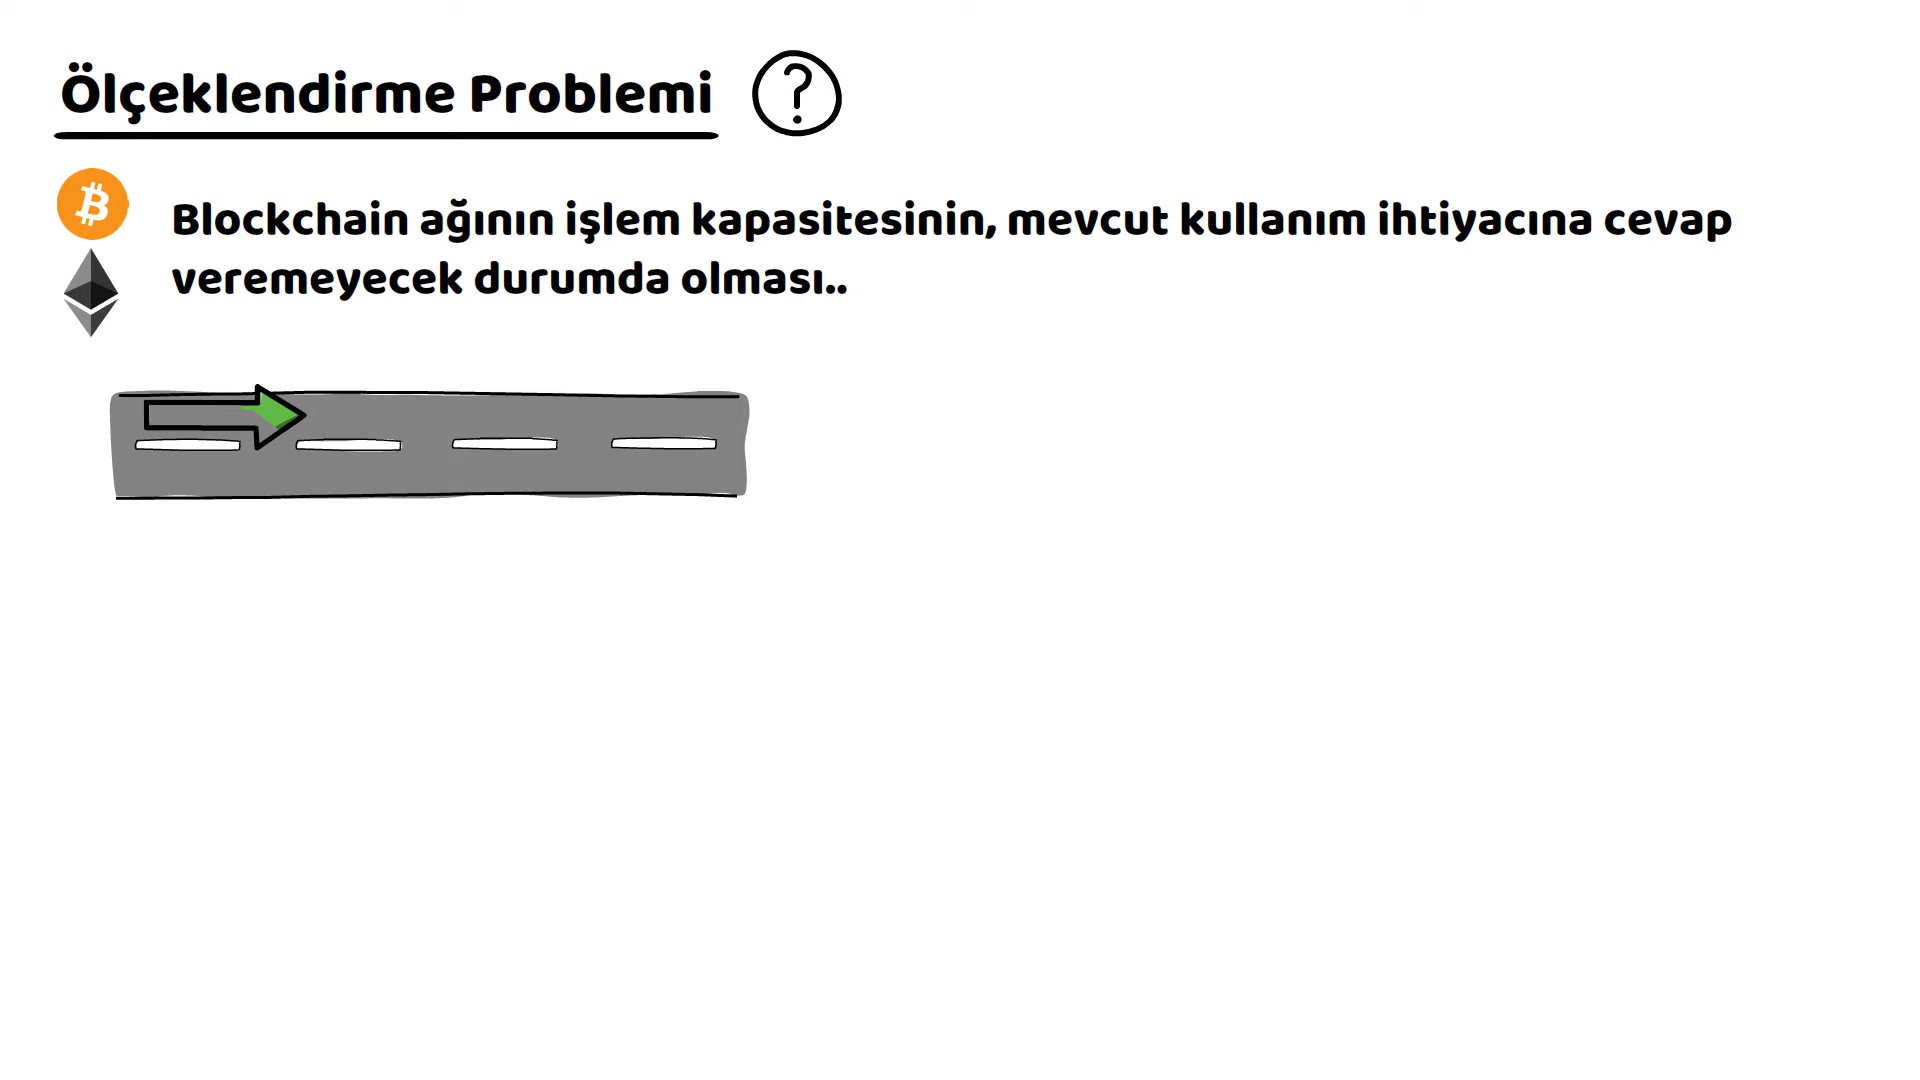 Ölçeklendirme Problemi ?
Blockchain ağının işlem kapasitesinin, mevcut kullanım ihtiyacına cevap
veremeyecek durumda olması..